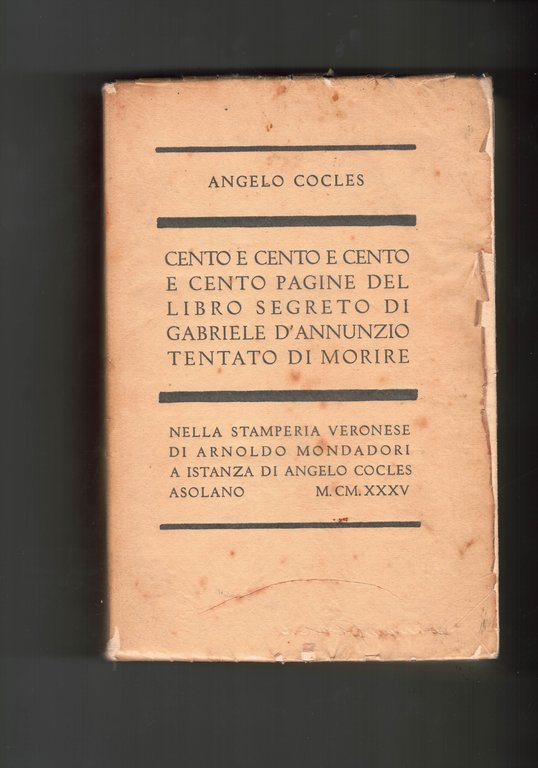 ANGELO COCLES
CENTO E CENTO E CENTO
E CENTO PAGINE DEL
LIBRO SEGRETO DI
GABRIELE D'ANNUNZIO
TENTATO DI MORIRE
NELLA STAMPERIA VERONESE
DI ARNOLDO MONDADORI
A ISTANZA DI ANGELO COCLES
ASOLANO M.CM.XXXV